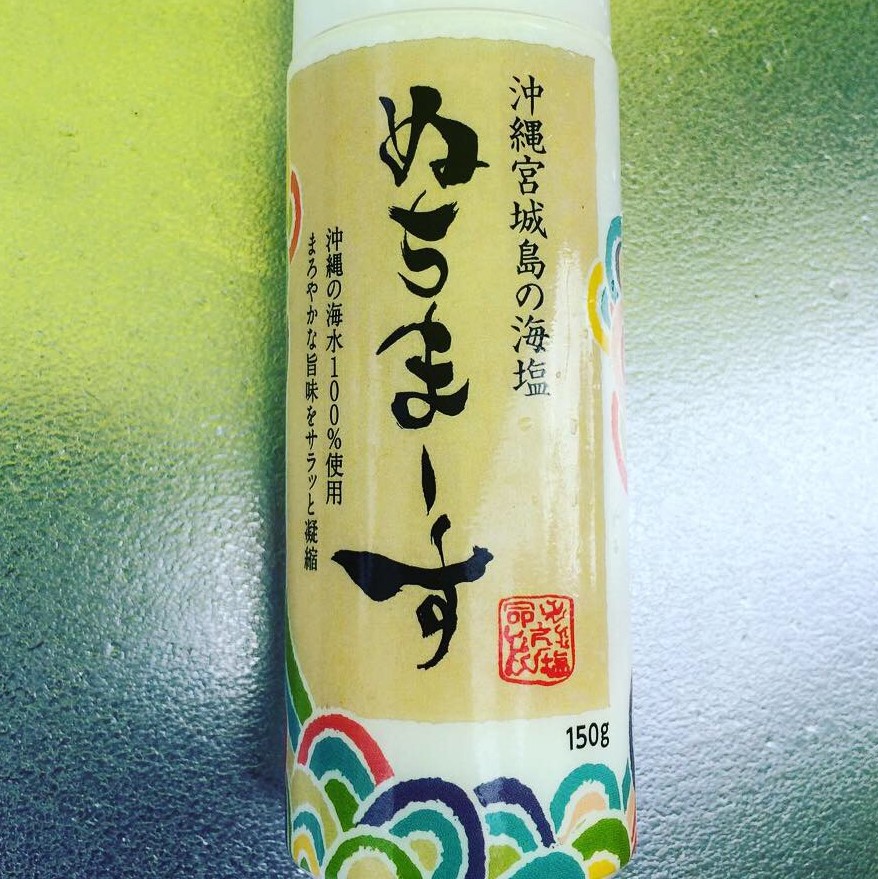 沖縄宮城島の海塩
ぬちまーす
沖縄の海水100%使用
まろやかな旨味をサラッと凝縮
150g